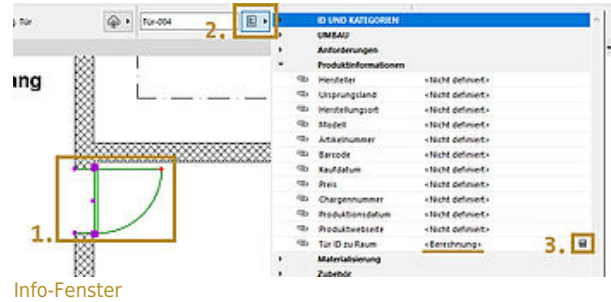 Tür
Tür-004
2.
ID UND KATEGORIEN
UMBAU
Anforderungen
Produktinformationen
Hersteller <Nicht definiert>
Ursprungsland <Nicht definiert>
Herstellungsort <Nicht definiert>
Modell <Nicht definiert>
Artikelnummer <Nicht definiert>
Barcode <Nicht definiert>
Kaufdatum <Nicht definiert>
Preis <Nicht definiert>
Chargennummer <Nicht definiert>
Produktionsdatum <Nicht definiert>
Produktwebseite <Nicht definiert>
Tür ID zu Raum <Berechnung> 3.
Materialisierung
Zubehör
ang
1.
Info-Fenster